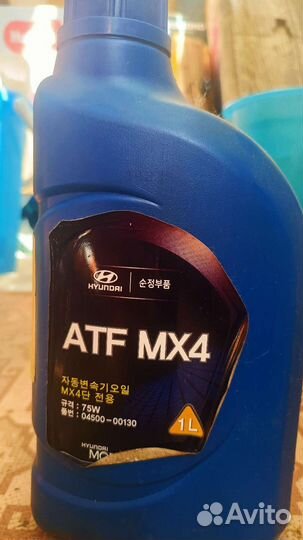 HYUNDAI 순정부품
ATF MX4
자동변속기오일
MX4단 전용
규격 : 75W
품번 : 04500-00130
1L
HYUNDAI
Avito